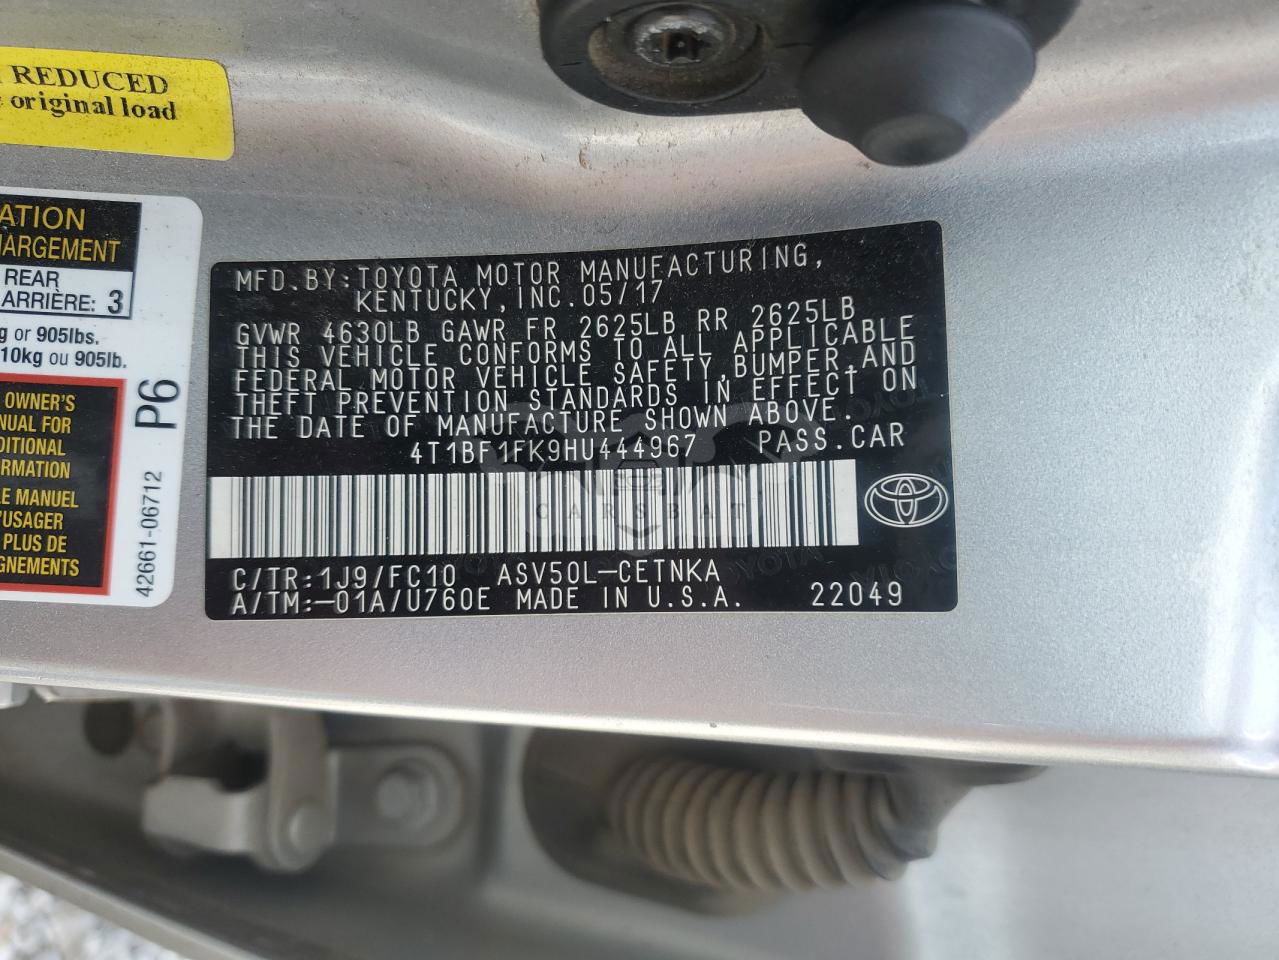 REDUCED
original load
ATION
HARGEMENT
REAR
ARRIÈRE: 3
g or 905lbs.
10kg ou 905lb.
OWNER'S
NUAL FOR
DDITIONAL
FORMATION
LE MANUEL
'USAGER
PLUS DE
GNEMENTS
P6
42661-06712
MFD.BY:TOYOTA MOTOR MANUFACTURING,
KENTUCKY,INC.05/17
GVWR 4630LB GAWR FR 2625LB RR 2625LB
THIS VEHICLE CONFORMS TO ALL APPLICABLE
FEDERAL MOTOR VEHICLE SAFETY,BUMPER,AND
THEFT PREVENTION STANDARDS IN EFFECT ON
THE DATE OF MANUFACTURE SHOWN ABOVE.
4T1BF1FK9HU444967 PASS.CAR
CARSBAT
C/TR:1J9/FC10 ASV50L-CETNKA
A/TM:-01A/U760E MADE IN U.S.A. 22049